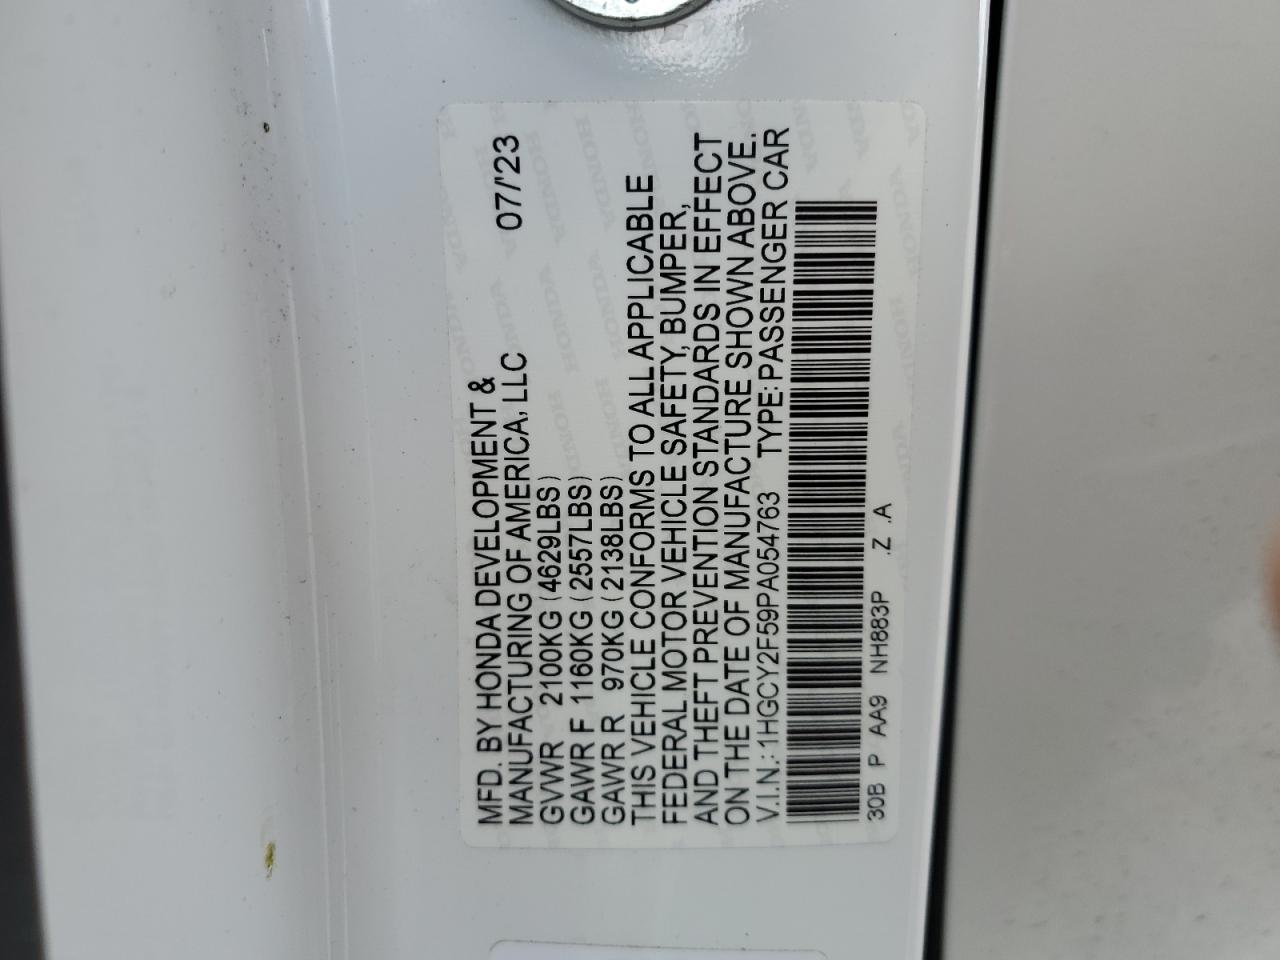 MFD. BY HONDA DEVELOPMENT &
MANUFACTURING OF AMERICA, LLC 07/'23
GVWR 2100KG (4629LBS)
GAWR F 1160KG (2557LBS)
GAWR R 970KG (2138LBS)
THIS VEHICLE CONFORMS TO ALL APPLICABLE
FEDERAL MOTOR VEHICLE SAFETY, BUMPER,
AND THEFT PREVENTION STANDARDS IN EFFECT
ON THE DATE OF MANUFACTURE SHOWN ABOVE.
V.I.N.: 1HGCY2F59PA054763 TYPE: PASSENGER CAR
30B P AA9 NH883P .Z .A